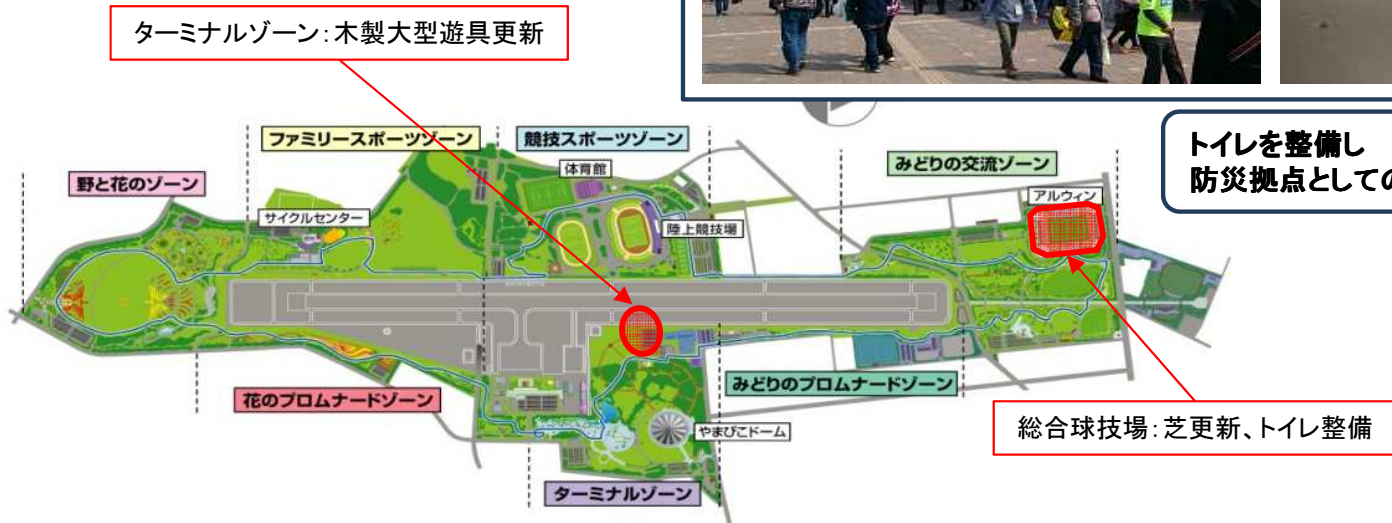 ターミナルゾーン：木製大型遊具更新
トイレを整備し
防災拠点としての
ファミリースポーツゾーン
競技スポーツゾーン
体育館
みどりの交流ゾーン
野と花のゾーン
アルウィン
サイクルセンター
陸上競技場
花のプロムナードゾーン
みどりのプロムナードゾーン
やまびこドーム
総合球技場：芝更新、トイレ整備
ターミナルゾーン